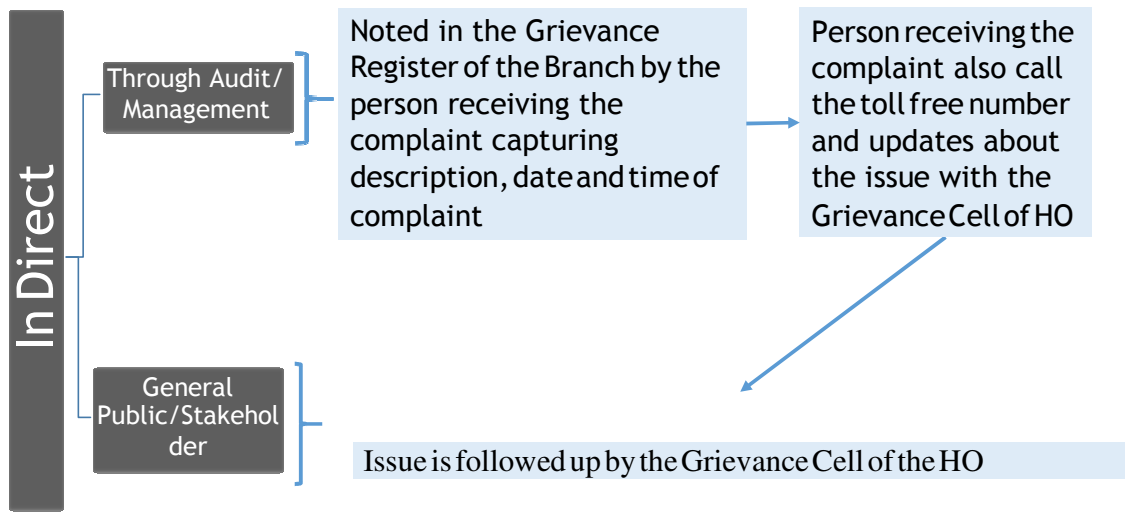 In Direct
Through Audit/
Management
Noted in the Grievance
Register of the Branch by the
person receiving the
complaint capturing
description, date and time of
complaint
Person receiving the
complaint also call
the toll free number
and updates about
the issue with the
Grievance Cell of HO
General
Public/Stakehol
der
Issue is followed up by the Grievance Cell of the HO